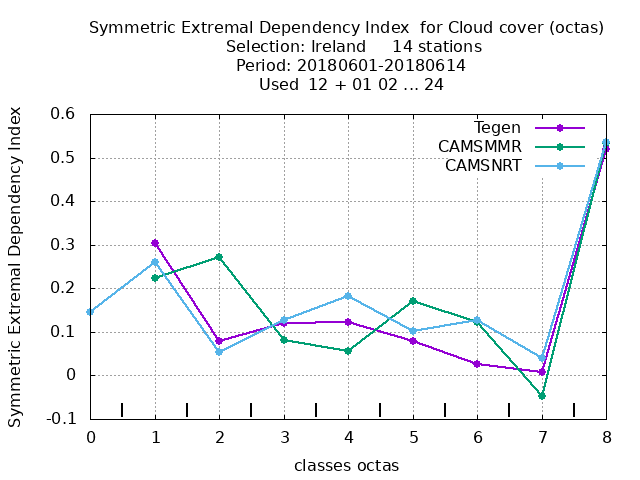 Symmetric Extremal Dependency Index for Cloud cover (octas)
Selection: Ireland 14 stations
Period: 20180601-20180614
Used 12 + 01 02 ... 24
Symmetric Extremal Dependency Index
0.6
0.5
0.4
0.3
0.2
0.1
0
-0.1
Tegen
CAMSMMR
CAMSNRT
0 1 2 3 4 5 6 7 8
classes octas